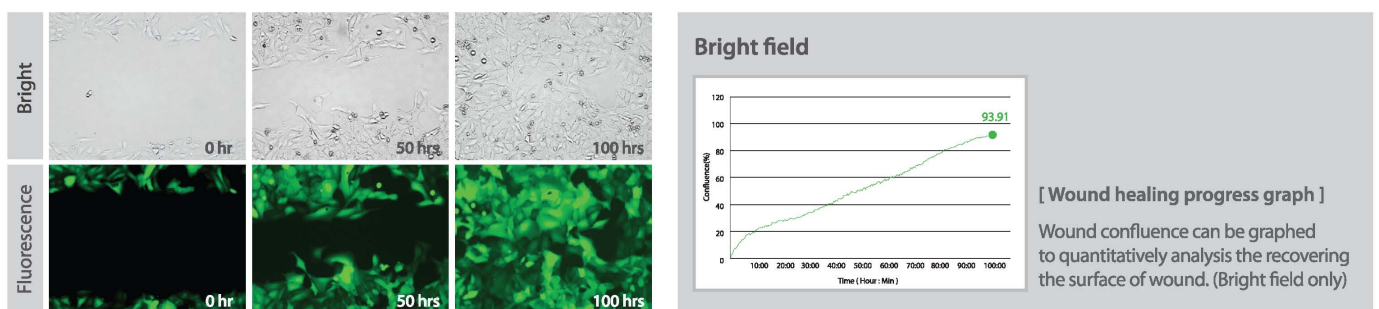 Bright
0 hr
50 hrs
100 hrs
Fluorescence
0 hr
50 hrs
100 hrs
Bright field
120
100
80
60
40
20
0
Confluence(%)
93.91
10:00 20:00 30:00 40:00 50:00 60:00 70:00 80:00 90:00 100:00
Time ( Hour : Min )
[ Wound healing progress graph ]
Wound confluence can be graphed
to quantitatively analysis the recovering
the surface of wound. (Bright field only)